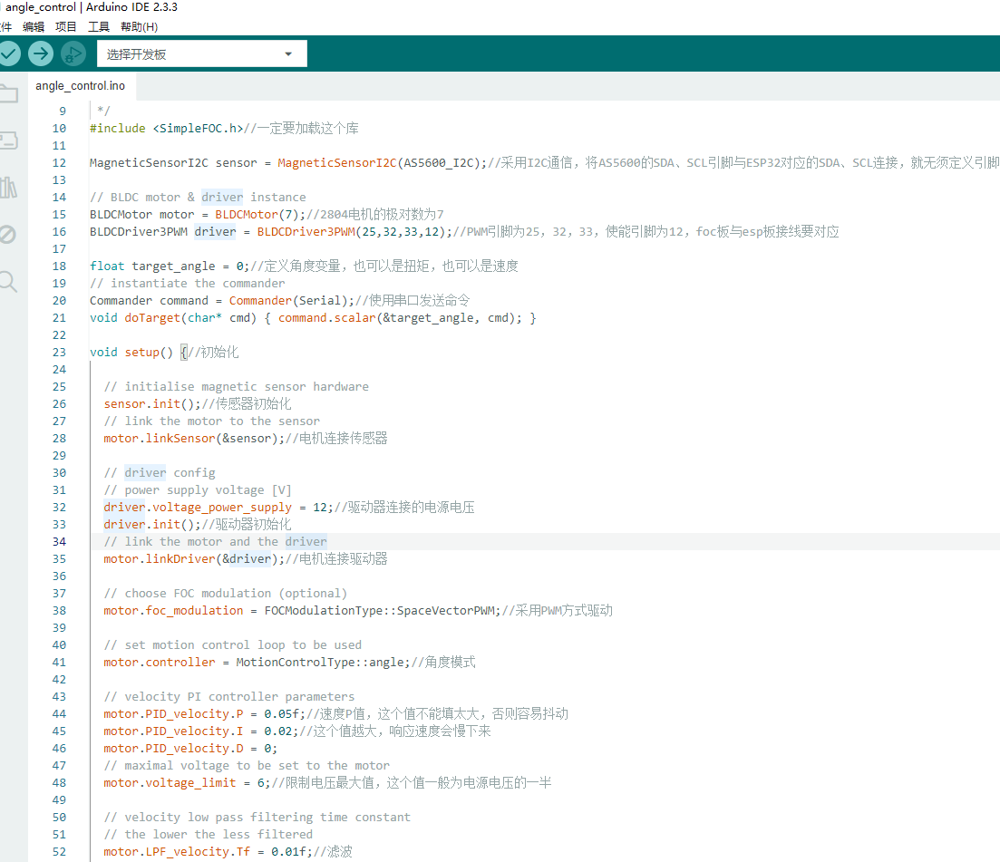 angle_control | Arduino IDE 2.3.3
件 编辑 项目 工具 帮助(H)
选择开发板
angle_control.ino
9 */
10 #include <SimpleFOC.h>//一定要加载这个库
11
12 MagneticSensorI2C sensor = MagneticSensorI2C(AS5600_I2C);//采用I2C通信，将AS5600的SDA、SCL引脚与ESP32对应的SDA、SCL连接，就无须定义引脚
13
14 // BLDC motor & driver instance
15 BLDCMotor motor = BLDCMotor(7);//2804电机的极对数为7
16 BLDCDriver3PWM driver = BLDCDriver3PWM(25,32,33,12);//PWM引脚为25，32，33，使能引脚为12，foc板与esp板接线要对应
17
18 float target_angle = 0;//定义角度变量，也可以是扭矩，也可以是速度
19 // instantiate the commander
20 Commander command = Commander(Serial);//使用串口发送命令
21 void doTarget(char* cmd) { command.scalar(&target_angle, cmd); }
22
23 void setup() {//初始化
24
25 // initialise magnetic sensor hardware
26 sensor.init();//传感器初始化
27 // link the motor to the sensor
28 motor.linkSensor(&sensor);//电机连接传感器
29
30 // driver config
31 // power supply voltage [V]
32 driver.voltage_power_supply = 12;//驱动器连接的电源电压
33 driver.init();//驱动器初始化
34 // link the motor and the driver
35 motor.linkDriver(&driver);//电机连接驱动器
36
37 // choose FOC modulation (optional)
38 motor.foc_modulation = FOCModulationType::SpaceVectorPWM;//采用PWM方式驱动
39
40 // set motion control loop to be used
41 motor.controller = MotionControlType::angle;//角度模式
42
43 // velocity PI controller parameters
44 motor.PID_velocity.P = 0.05f;//速度P值，这个值不能填太大，否则容易抖动
45 motor.PID_velocity.I = 0.02;//这个值越大，响应速度会慢下来
46 motor.PID_velocity.D = 0;
47 // maximal voltage to be set to the motor
48 motor.voltage_limit = 6;//限制电压最大值，这个值一般为电源电压的一半
49
50 // velocity low pass filtering time constant
51 // the lower the less filtered
52 motor.LPF_velocity.Tf = 0.01f;//滤波